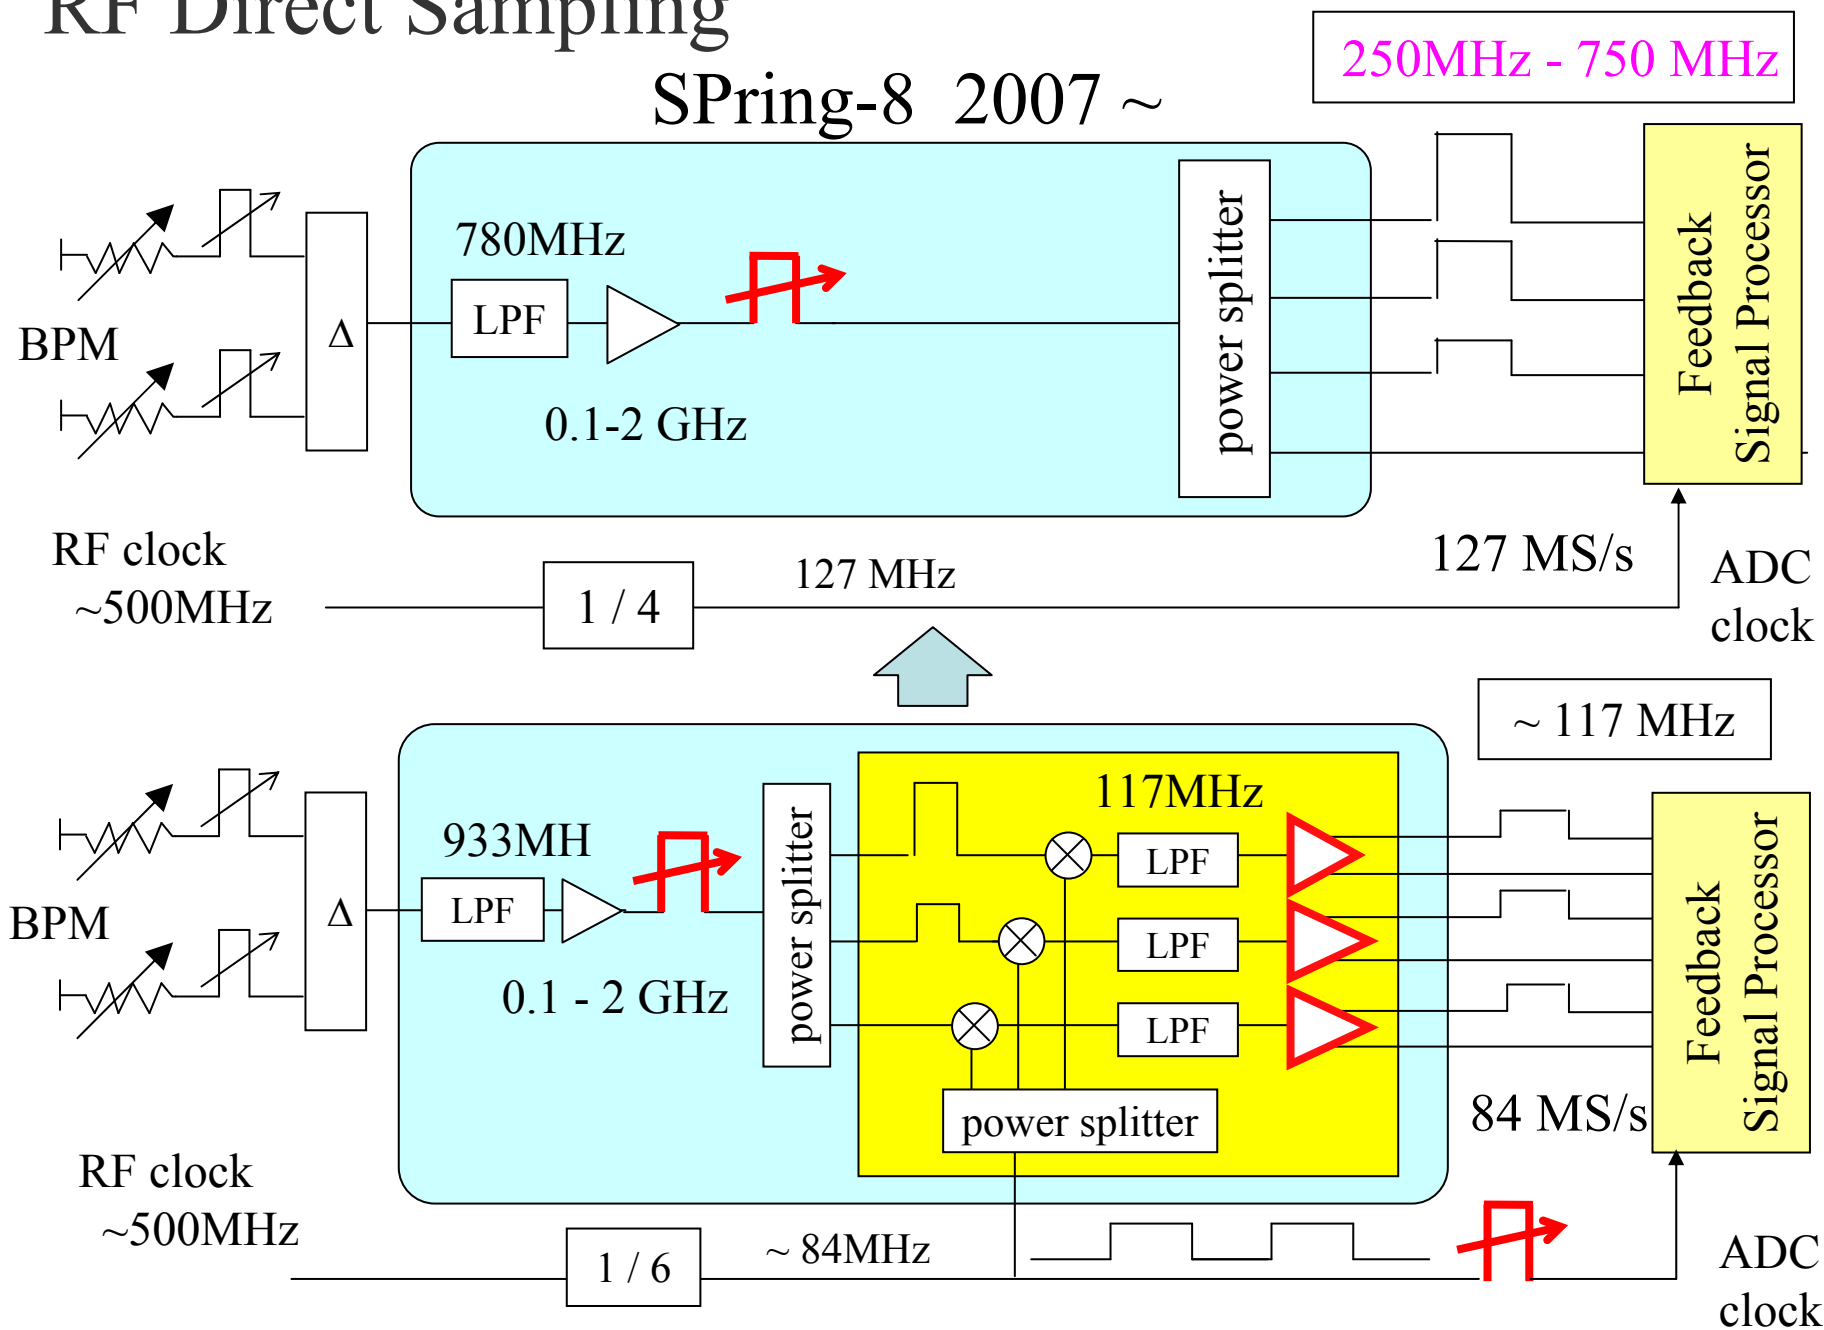 RF Direct Sampling
250MHz - 750 MHz
SPring-8 2007 ~
780MHz
LPF
BPM
Δ
0.1-2 GHz
power splitter
Feedback
Signal Processor
RF clock
~500MHz
1 / 4
127 MHz
127 MS/s
ADC
clock
~ 117 MHz
117MHz
933MH
LPF
LPF
LPF
LPF
BPM
Δ
0.1 - 2 GHz
power splitter
power splitter
Feedback
Signal Processor
84 MS/s
RF clock
~500MHz
1 / 6
~ 84MHz
ADC
clock